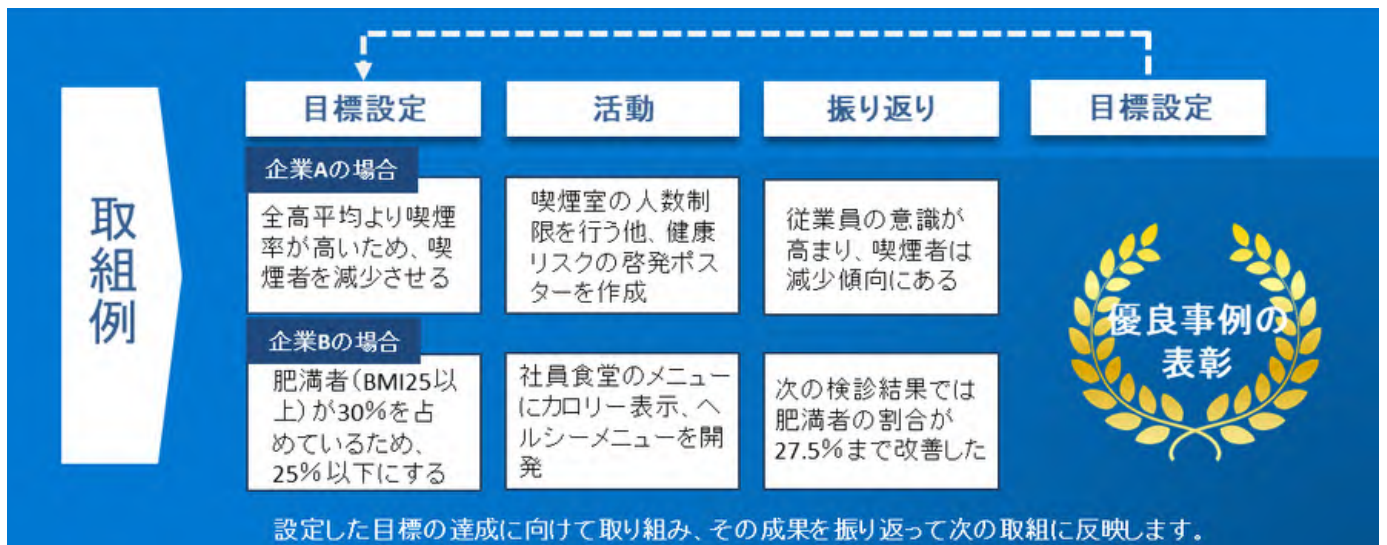 取組例
目標設定
活動
振り返り
目標設定
企業Aの場合
全高平均より喫煙
率が高いため、喫
煙者を減少させる
喫煙室の人数制
限を行う他、健康
リスクの啓発ポス
ターを作成
従業員の意識が
高まり、喫煙者は
減少傾向にある
企業Bの場合
肥満者(BMI25以
上)が30%を占
めているため、
25%以下にする
社員食堂のメニュー
にカロリー表示、ヘ
ルシーメニューを開
発
次の検診結果では
肥満者の割合が
27.5%まで改善した
優良事例の
表彰
設定した目標の達成に向けて取り組み、その成果を振り返って次の取組に反映します。